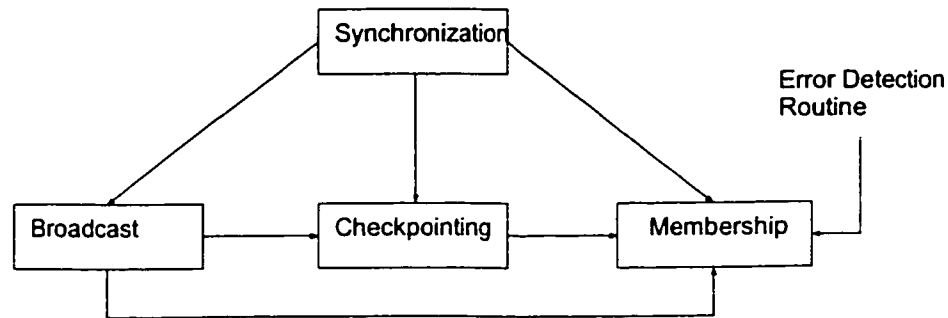 Synchronization
Error Detection
Routine
Broadcast
Checkpointing
Membership